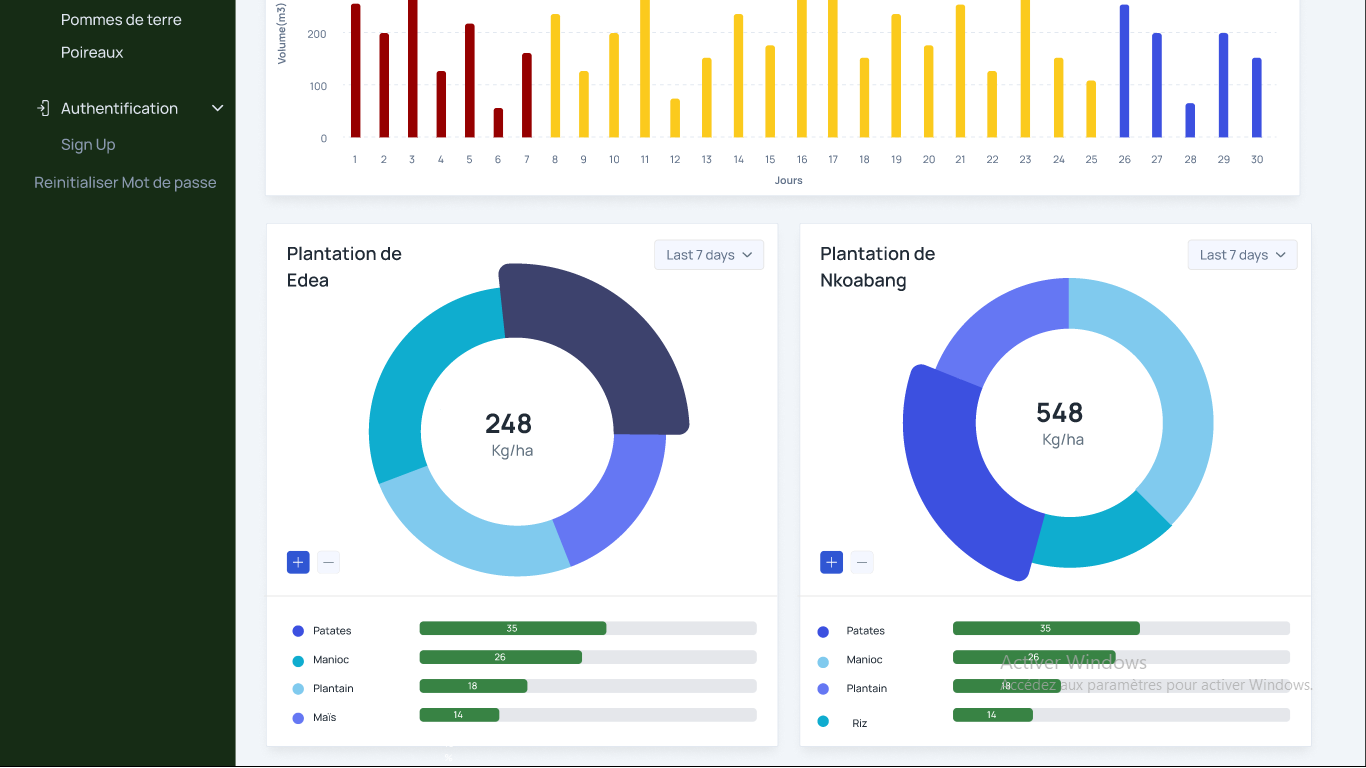 Pommes de terre
Poireaux
Authentification
Sign Up
Reinitialiser Mot de passe
Volume(m3)
200
100
0
1 2 3 4 5 6 7 8 9 10 11 12 13 14 15 16 17 18 19 20 21 22 23 24 25 26 27 28 29 30
Jours
Plantation de
Edea
Last 7 days
248
Kg/ha
Patates 35
Manioc 26
Plantain 18
Maïs 14
Plantation de
Nkoabang
Last 7 days
548
Kg/ha
Patates 35
Manioc 26
Plantain 18
Riz 14
Activer Windows
Accédez aux paramètres pour activer Windows.